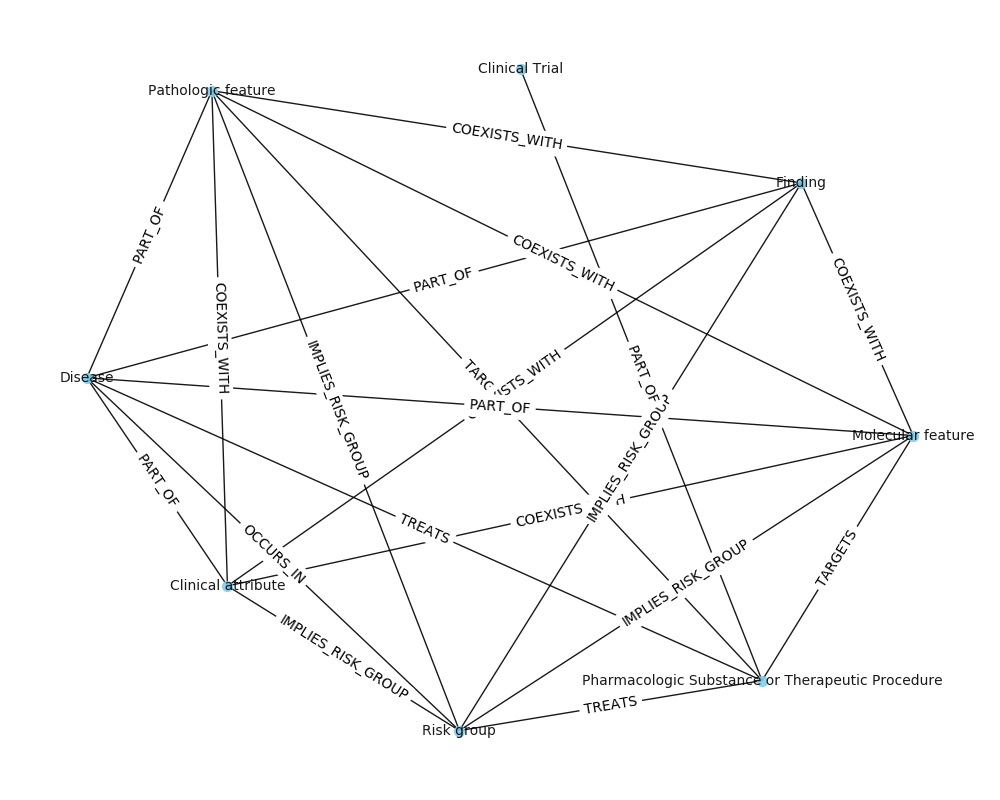 Clinical Trial
Pathologic feature
COEXISTS_WITH
Finding
PART_OF
COEXISTS_WITH
PART_OF
COEXISTS_WITH
COEXISTS_WITH
IMPLIES_RISK_GROUP
PART_OF
Disease
PART_OF
IMPLIES_RISK_GROUP
Molecular feature
PART_OF
COEXISTS
TREATS
OCCURS_IN
TARGETS
IMPLIES_RISK_GROUP
Clinical attribute
IMPLIES_RISK_GROUP
Pharmacologic Substance or Therapeutic Procedure
TREATS
Risk group